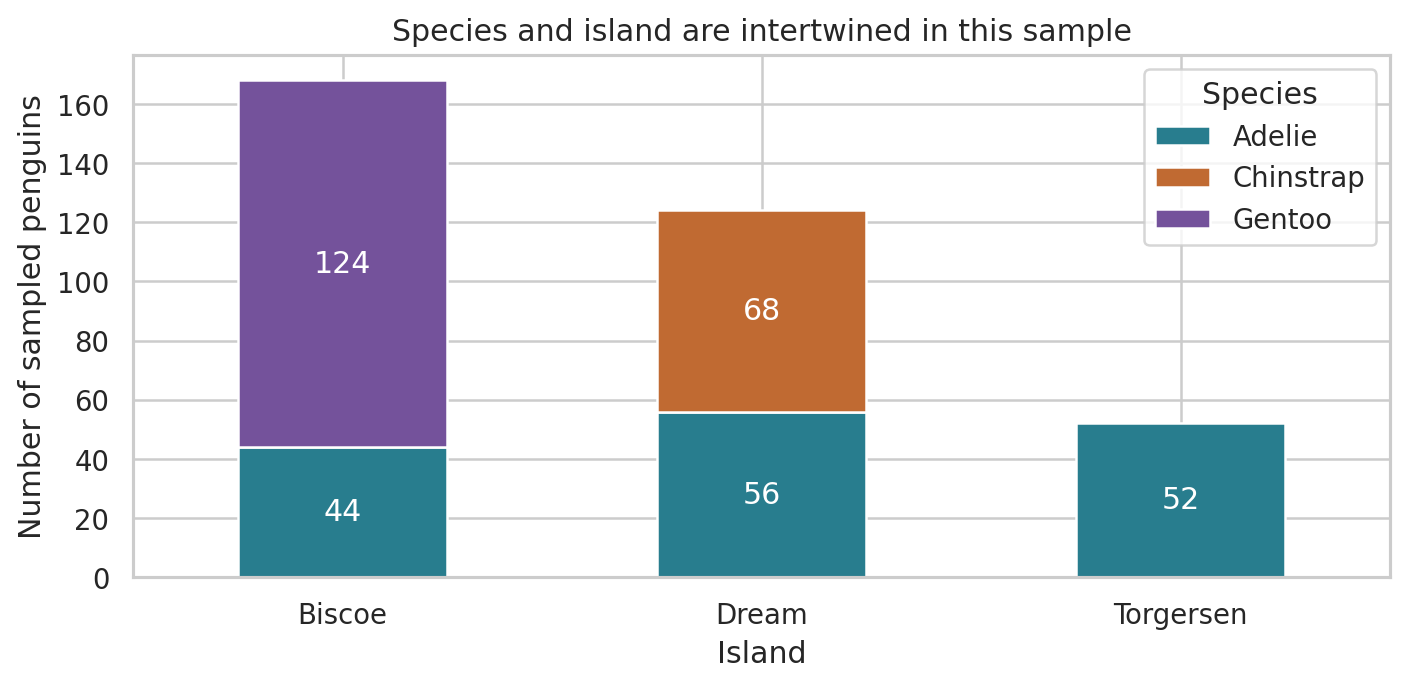 Species and island are intertwined in this sample
Number of sampled penguins
160
140
120
100
80
60
40
20
0
Species
Adelie
Chinstrap
Gentoo
124
44
68
56
52
Biscoe
Dream
Torgersen
Island